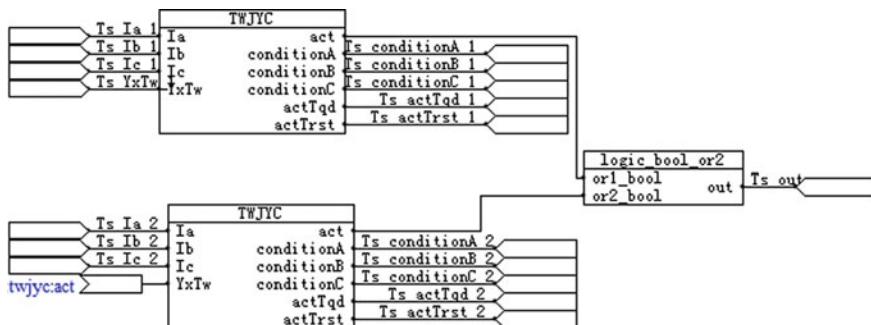 TWJYC
Ts Ia 1 Ia act
Ts Ib 1 Ib conditionA Ts conditionA 1
Ts Ic 1 Ic conditionB Ts conditionB 1
Ts YxTw YxTw conditionC Ts conditionC 1
actTqd Ts actTqd 1
actTrst Ts actTrst 1
logic_bool_or2
or1_bool out Ts out
or2_bool
TWJYC
Ts Ia 2 Ia act
Ts Ib 2 Ib conditionA Ts conditionA 2
Ts Ic 2 Ic conditionB Ts conditionB 2
twjyc:act YxTw conditionC Ts conditionC 2
actTqd Ts actTqd 2
actTrst Ts actTrst 2